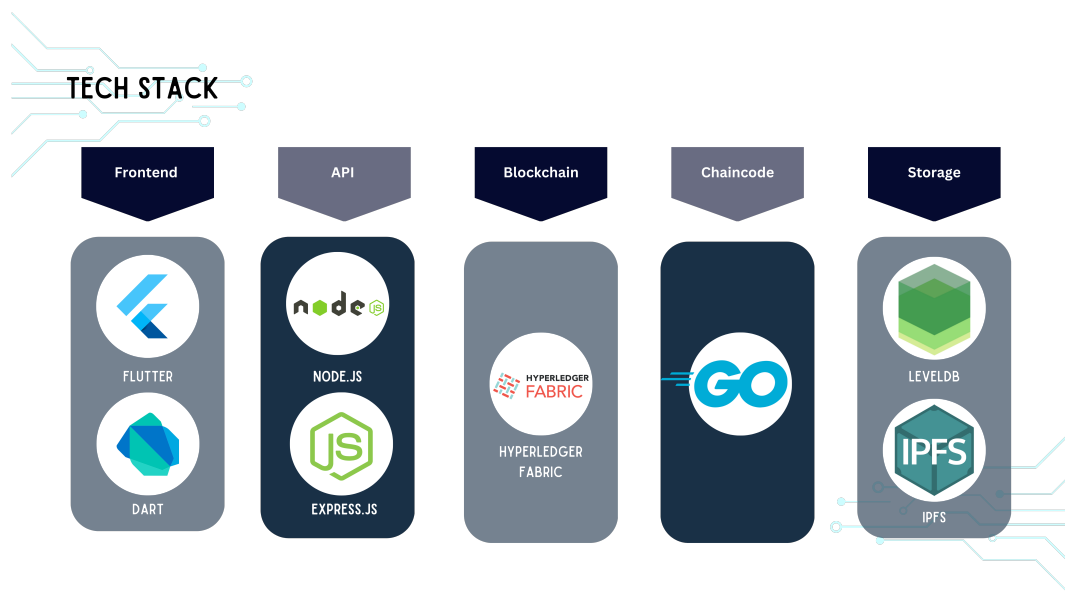 TECH STACK
Frontend
API
Blockchain
Chaincode
Storage
FLUTTER
DART
node
JS
NODE.JS
JS
EXPRESS.JS
HYPERLEDGER
FABRIC
HYPERLEDGER
FABRIC
GO
LEVELDB
IPFS
IPFS